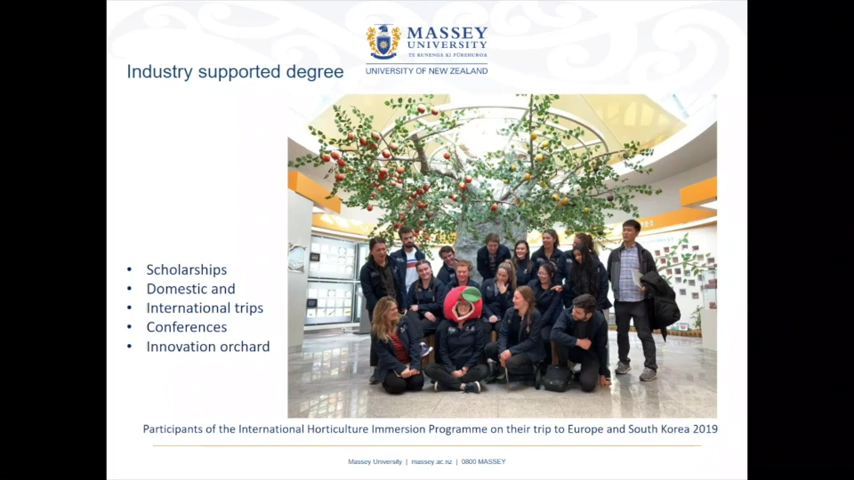 MASSEY
UNIVERSITY
TE KUNENGA KI PŪREHUROA
UNIVERSITY OF NEW ZEALAND
Industry supported degree
• Scholarships
• Domestic and
• International trips
• Conferences
• Innovation orchard
Participants of the International Horticulture Immersion Programme on their trip to Europe and South Korea 2019
Massey University | massey.ac.nz | 0800 MASSEY